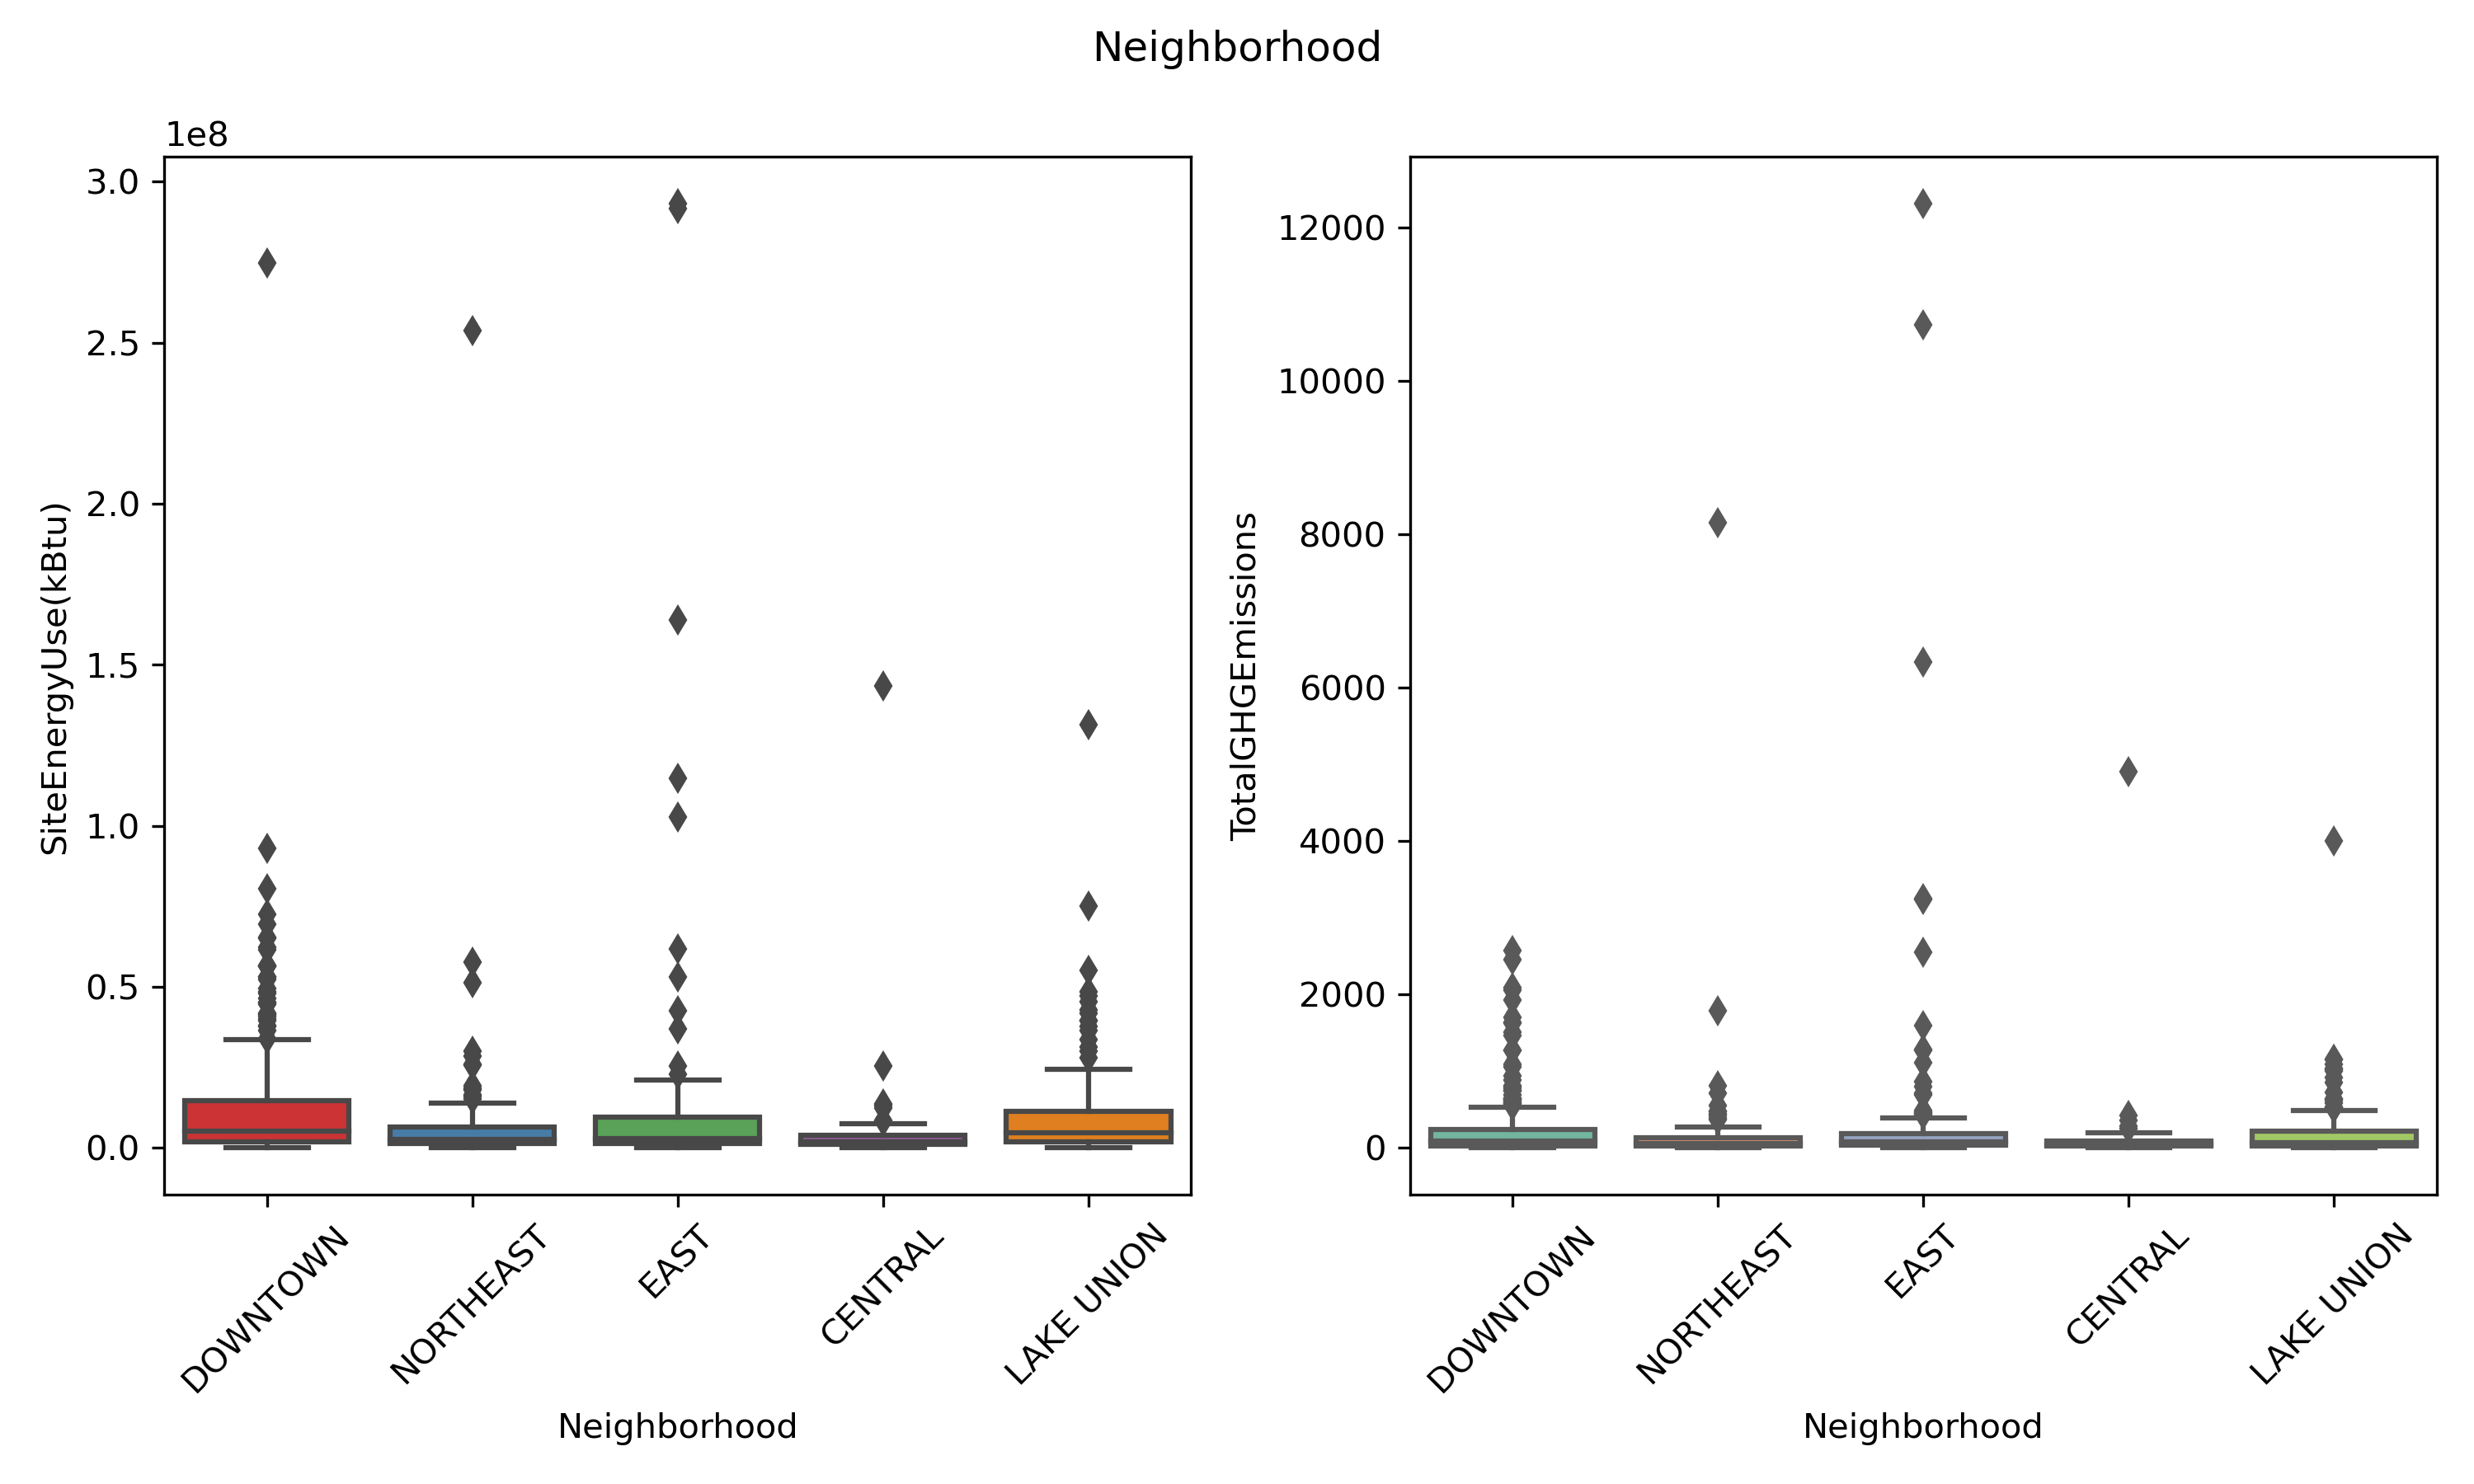 Neighborhood
1e8
3.0
2.5
2.0
1.5
1.0
0.5
0.0
SiteEnergyUse(kBtu)
DOWNTOWN
NORTHEAST
EAST
CENTRAL
LAKE UNION
Neighborhood
12000
10000
8000
6000
4000
2000
0
TotalGHGEmissions
DOWNTOWN
NORTHEAST
EAST
CENTRAL
LAKE UNION
Neighborhood